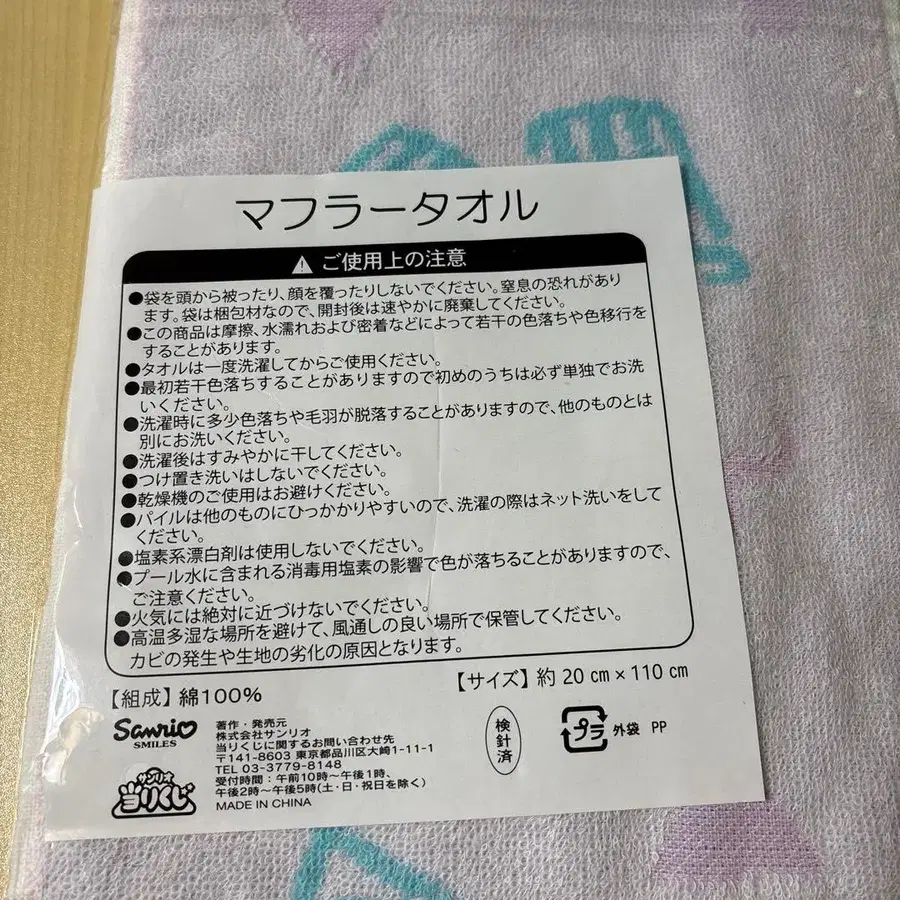 マフラータオル
ご使用上の注意
●袋を頭から被ったり、顔を覆ったりしないでください。窒息の恐れがあり
ます。袋は梱包材なので、開封後は速やかに廃棄してください。
●この商品は摩擦、水濡れおよび密着などによって若干の色落ちや色移行を
することがあります。
●タオルは一度洗濯してからご使用ください。
●最初若干色落ちすることがありますので初めのうちは必ず単独でお洗
いください。
●洗濯時に多少色落ちや毛羽が脱落することがありますので、他のものとは
別にお洗いください。
●洗濯後はすみやかに干してください。
●つけ置き洗いはしないでください。
●乾燥機のご使用はお避けください。
●パイルは他のものにひっかかりやすいので、洗濯の際はネット洗いをして
ください。
●塩素系漂白剤は使用しないでください。
●プール水に含まれる消毒用塩素の影響で色が落ちることがありますので、
ご注意ください。
●火気には絶対に近づけないでください。
●高温多湿な場所を避けて、風通しの良い場所で保管してください。
カビの発生や生地の劣化の原因となります。
【組成】綿100%
【サイズ】約 20 cm × 110 cm
Sanrio
SMILES
サンリオ
当りくじ
著作・発売元
株式会社サンリオ
当りくじに関するお問い合わせ先
〒141-8603 東京都品川区大崎1-11-1
TEL 03-3779-8148
受付時間：午前10時～午後1時、
午後2時～午後5時(土・日・祝日を除く)
MADE IN CHINA
検針済
プラ 外袋 PP